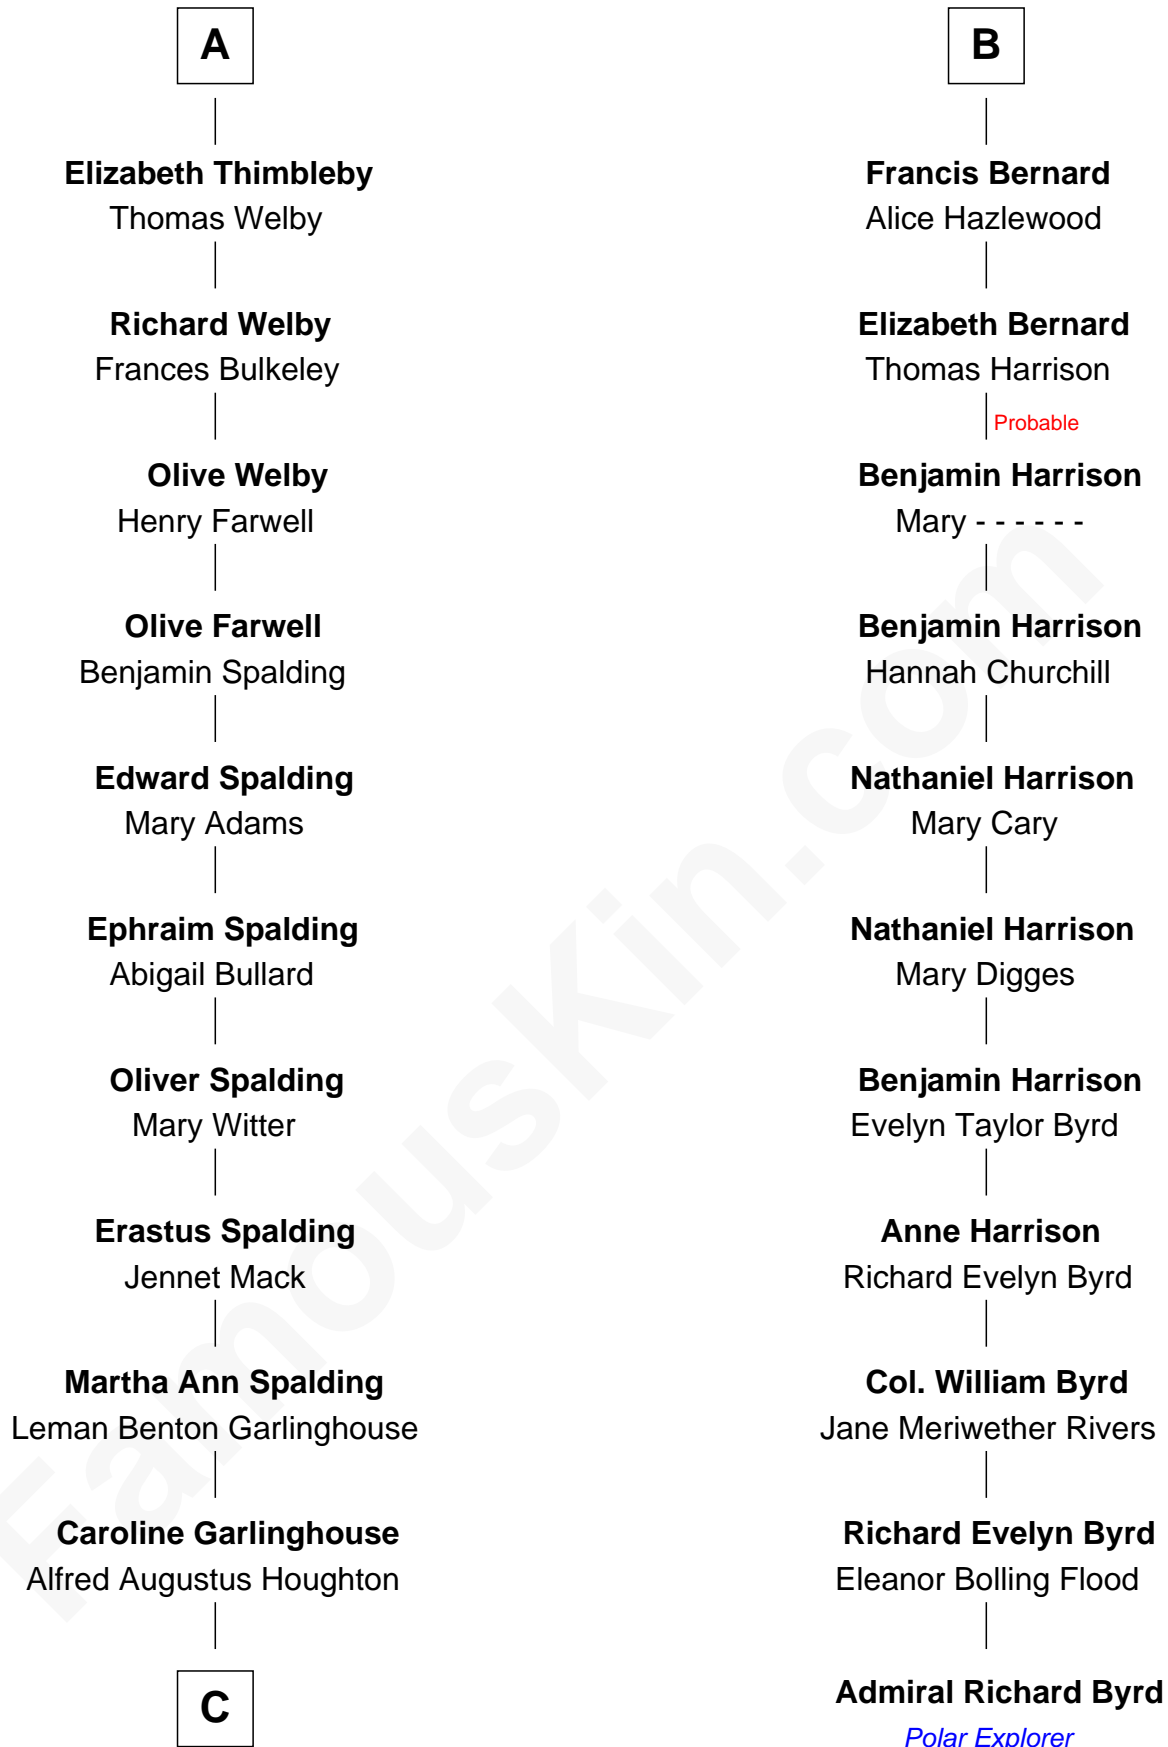 A
Elizabeth Thimbleby
Thomas Welby
Richard Welby
Frances Bulkeley
Olive Welby
Henry Farwell
Olive Farwell
Benjamin Spalding
Edward Spalding
Mary Adams
Ephraim Spalding
Abigail Bullard
Oliver Spalding
Mary Witter
Erastus Spalding
Jennet Mack
Martha Ann Spalding
Leman Benton Garlinghouse
Caroline Garlinghouse
Alfred Augustus Houghton
C
B
Francis Bernard
Alice Hazlewood
Elizabeth Bernard
Thomas Harrison
Probable
Benjamin Harrison
Mary - - - - - -
Benjamin Harrison
Hannah Churchill
Nathaniel Harrison
Mary Cary
Nathaniel Harrison
Mary Digges
Benjamin Harrison
Evelyn Taylor Byrd
Anne Harrison
Richard Evelyn Byrd
Col. William Byrd
Jane Meriwether Rivers
Richard Evelyn Byrd
Eleanor Bolling Flood
Admiral Richard Byrd
Polar Explorer
FamousKin.com